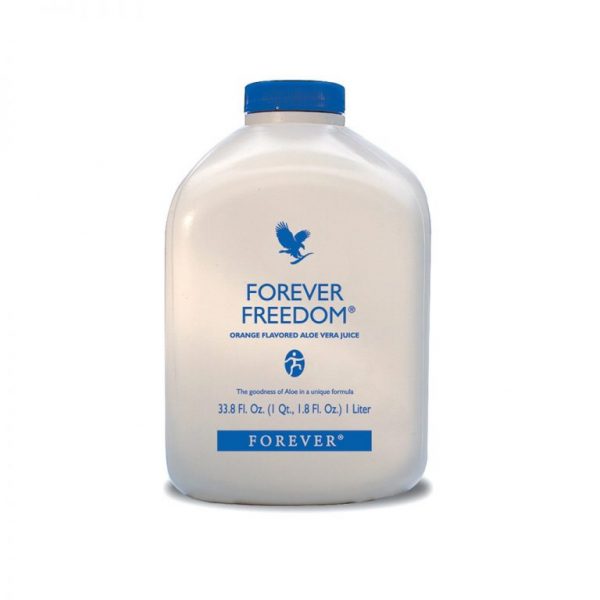 FOREVER
FREEDOM®
ORANGE FLAVORED ALOE VERA JUICE
The goodness of Aloe in a unique formula
33.8 Fl. Oz. (1 Qt., 1.8 Fl. Oz.) 1 Liter
FOREVER®